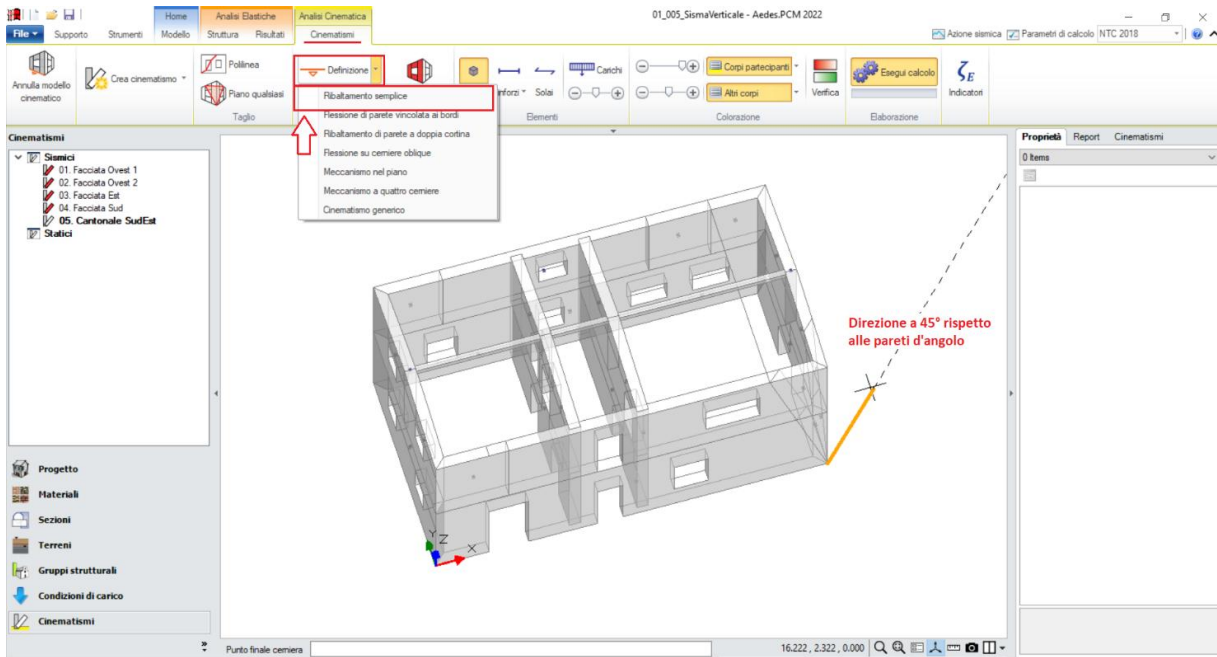 01_005_SismaVerticale - Aedes.PCM 2022
Home
Analisi Elastiche
Analisi Cinematica
File
Supporto
Strumenti
Modello
Struttura
Risultati
Cinematismi
Azione sismica
Parametri di calcolo
NTC 2018
Annulla modello
cinematico
Crea cinematismo
Polilinea
Piano qualsiasi
Taglio
Definizione
Ribaltamento semplice
Flessione di parete vincolata ai bordi
Ribaltamento di parete a doppia cortina
Flessione su cerniere oblique
Meccanismo nel piano
Meccanismo a quattro cerniere
Cinematismo generico
Solai
Carichi
Elementi
Corpi partecipanti
Altri corpi
Colorazione
Verifica
Esegui calcolo
Elaborazione
ζE
Indicatori
Cinematismi
Sismici
01. Facciata Ovest 1
02. Facciata Ovest 2
03. Facciata Est
04. Facciata Sud
05. Cantonale SudEst
Statici
Progetto
Materiali
Sezioni
Terreni
Gruppi strutturali
Condizioni di carico
Cinematismi
Direzione a 45° rispetto
alle pareti d'angolo
Y
Z
X
Proprietà
Report
Cinematismi
0 Items
Punto finale cerniera
16.222 , 2.322 , 0.000